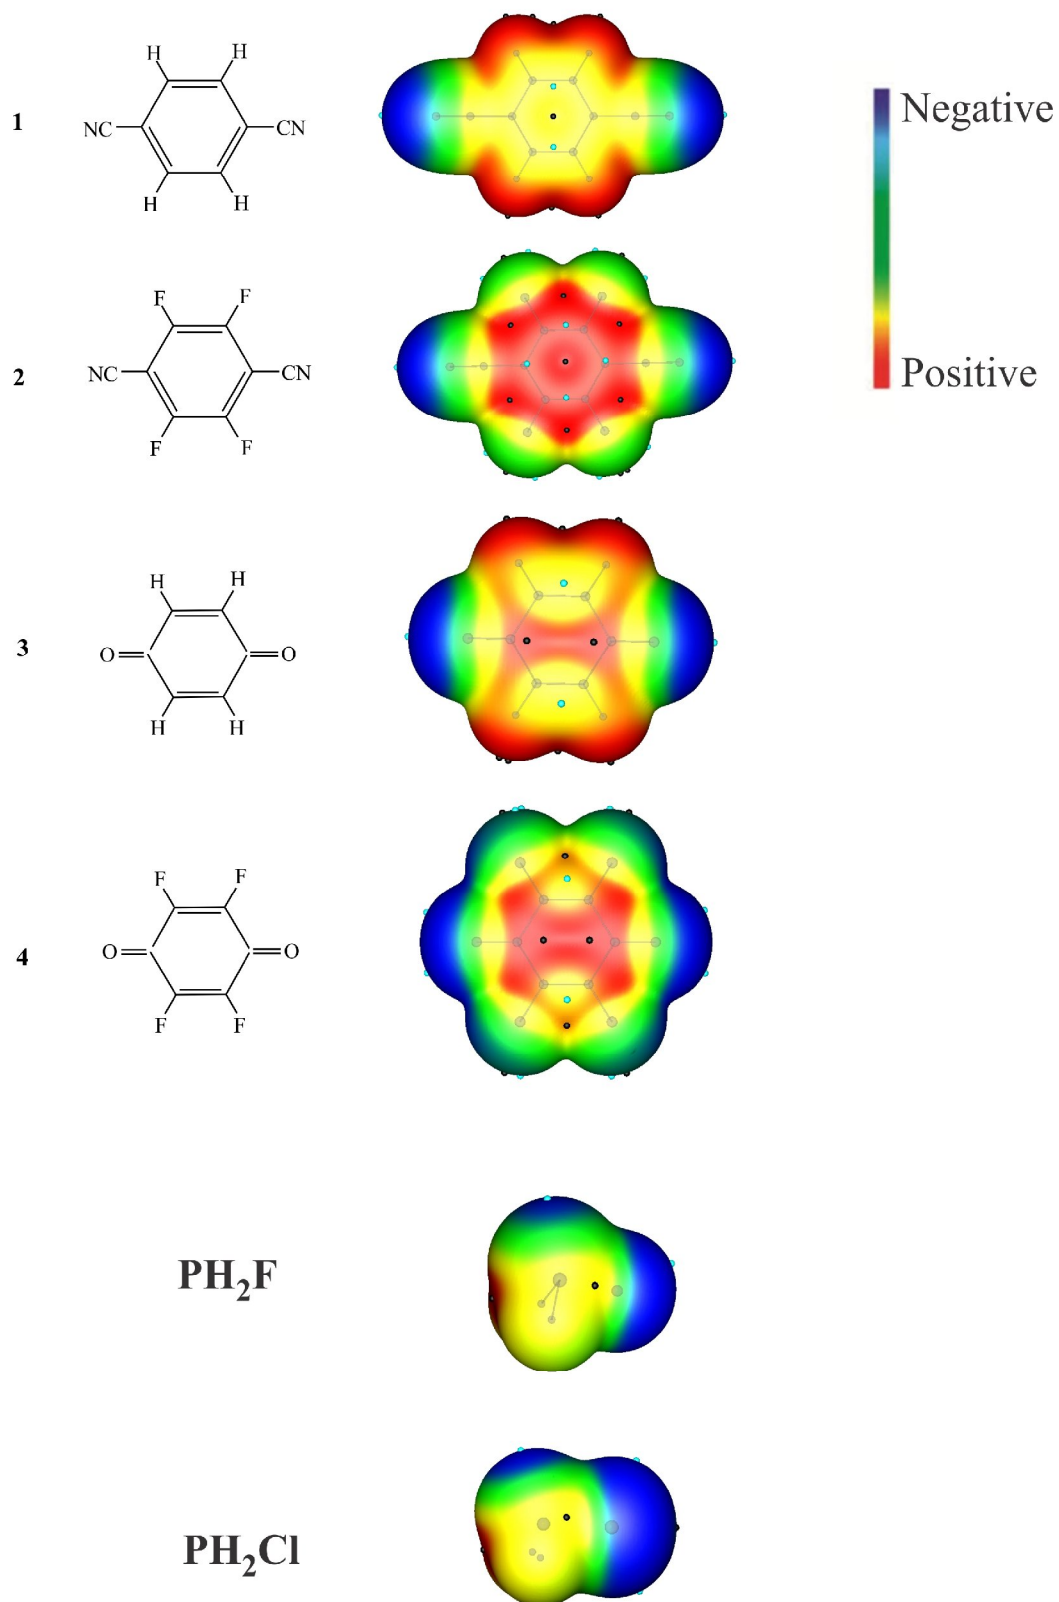 1
H H
NC CN
H H
Negative
Positive
2
F F
NC CN
F F
3
H H
O O
H H
4
F F
O O
F F
PH₂F
PH₂Cl